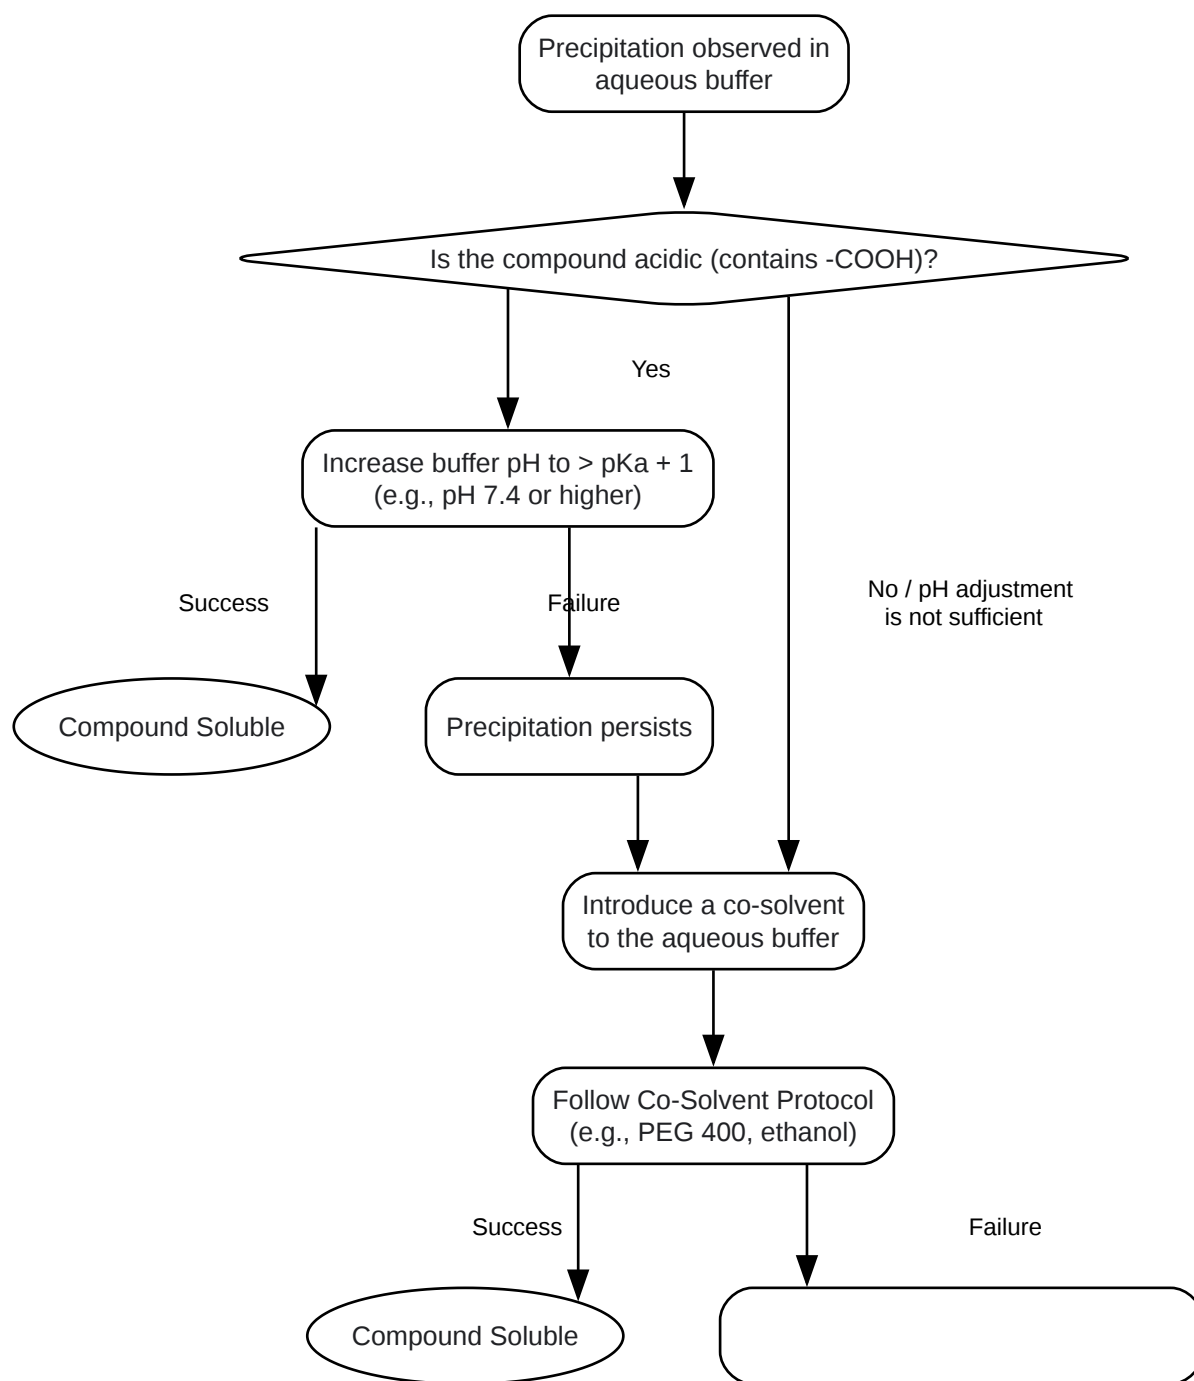 Precipitation observed in
aqueous buffer
Is the compound acidic (contains -COOH)?
Yes
Increase buffer pH to > pKa + 1
(e.g., pH 7.4 or higher)
Success
Failure
No / pH adjustment
is not sufficient
Compound Soluble
Precipitation persists
Introduce a co-solvent
to the aqueous buffer
Follow Co-Solvent Protocol
(e.g., PEG 400, ethanol)
Success
Failure
Compound Soluble